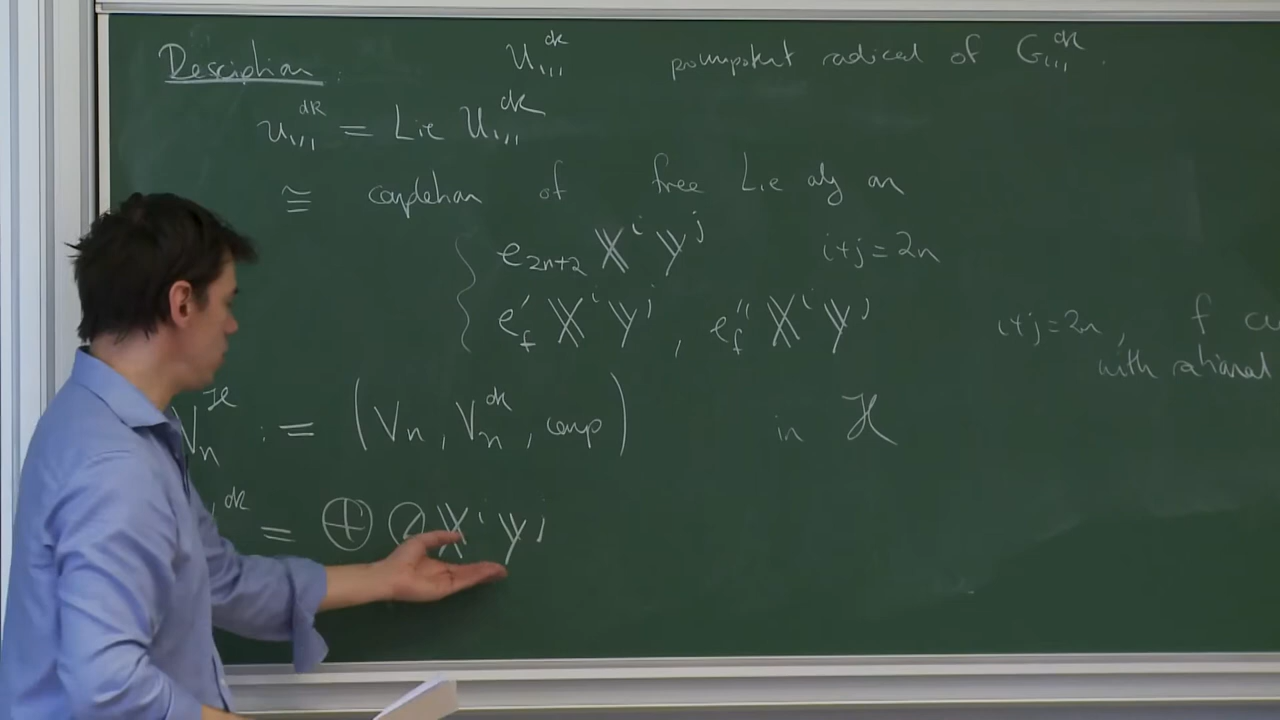 Description. U_{1,1}^{dR} prounipotent radical of G_{1,1}^{dR}.
u_{1,1}^{dR} = Lie U_{1,1}^{dR}
≅ completion of free Lie alg on
{ e_{2n+2} X^i Y^j i+j=2n
e'_f X^i Y^j , e''_f X^i Y^j i+j=2n, f
with rational
V_n^ℋ := (V_n, V_n^{dR}, comp) in ℋ
^{dR} = ⊕ ℚ X^i Y^j